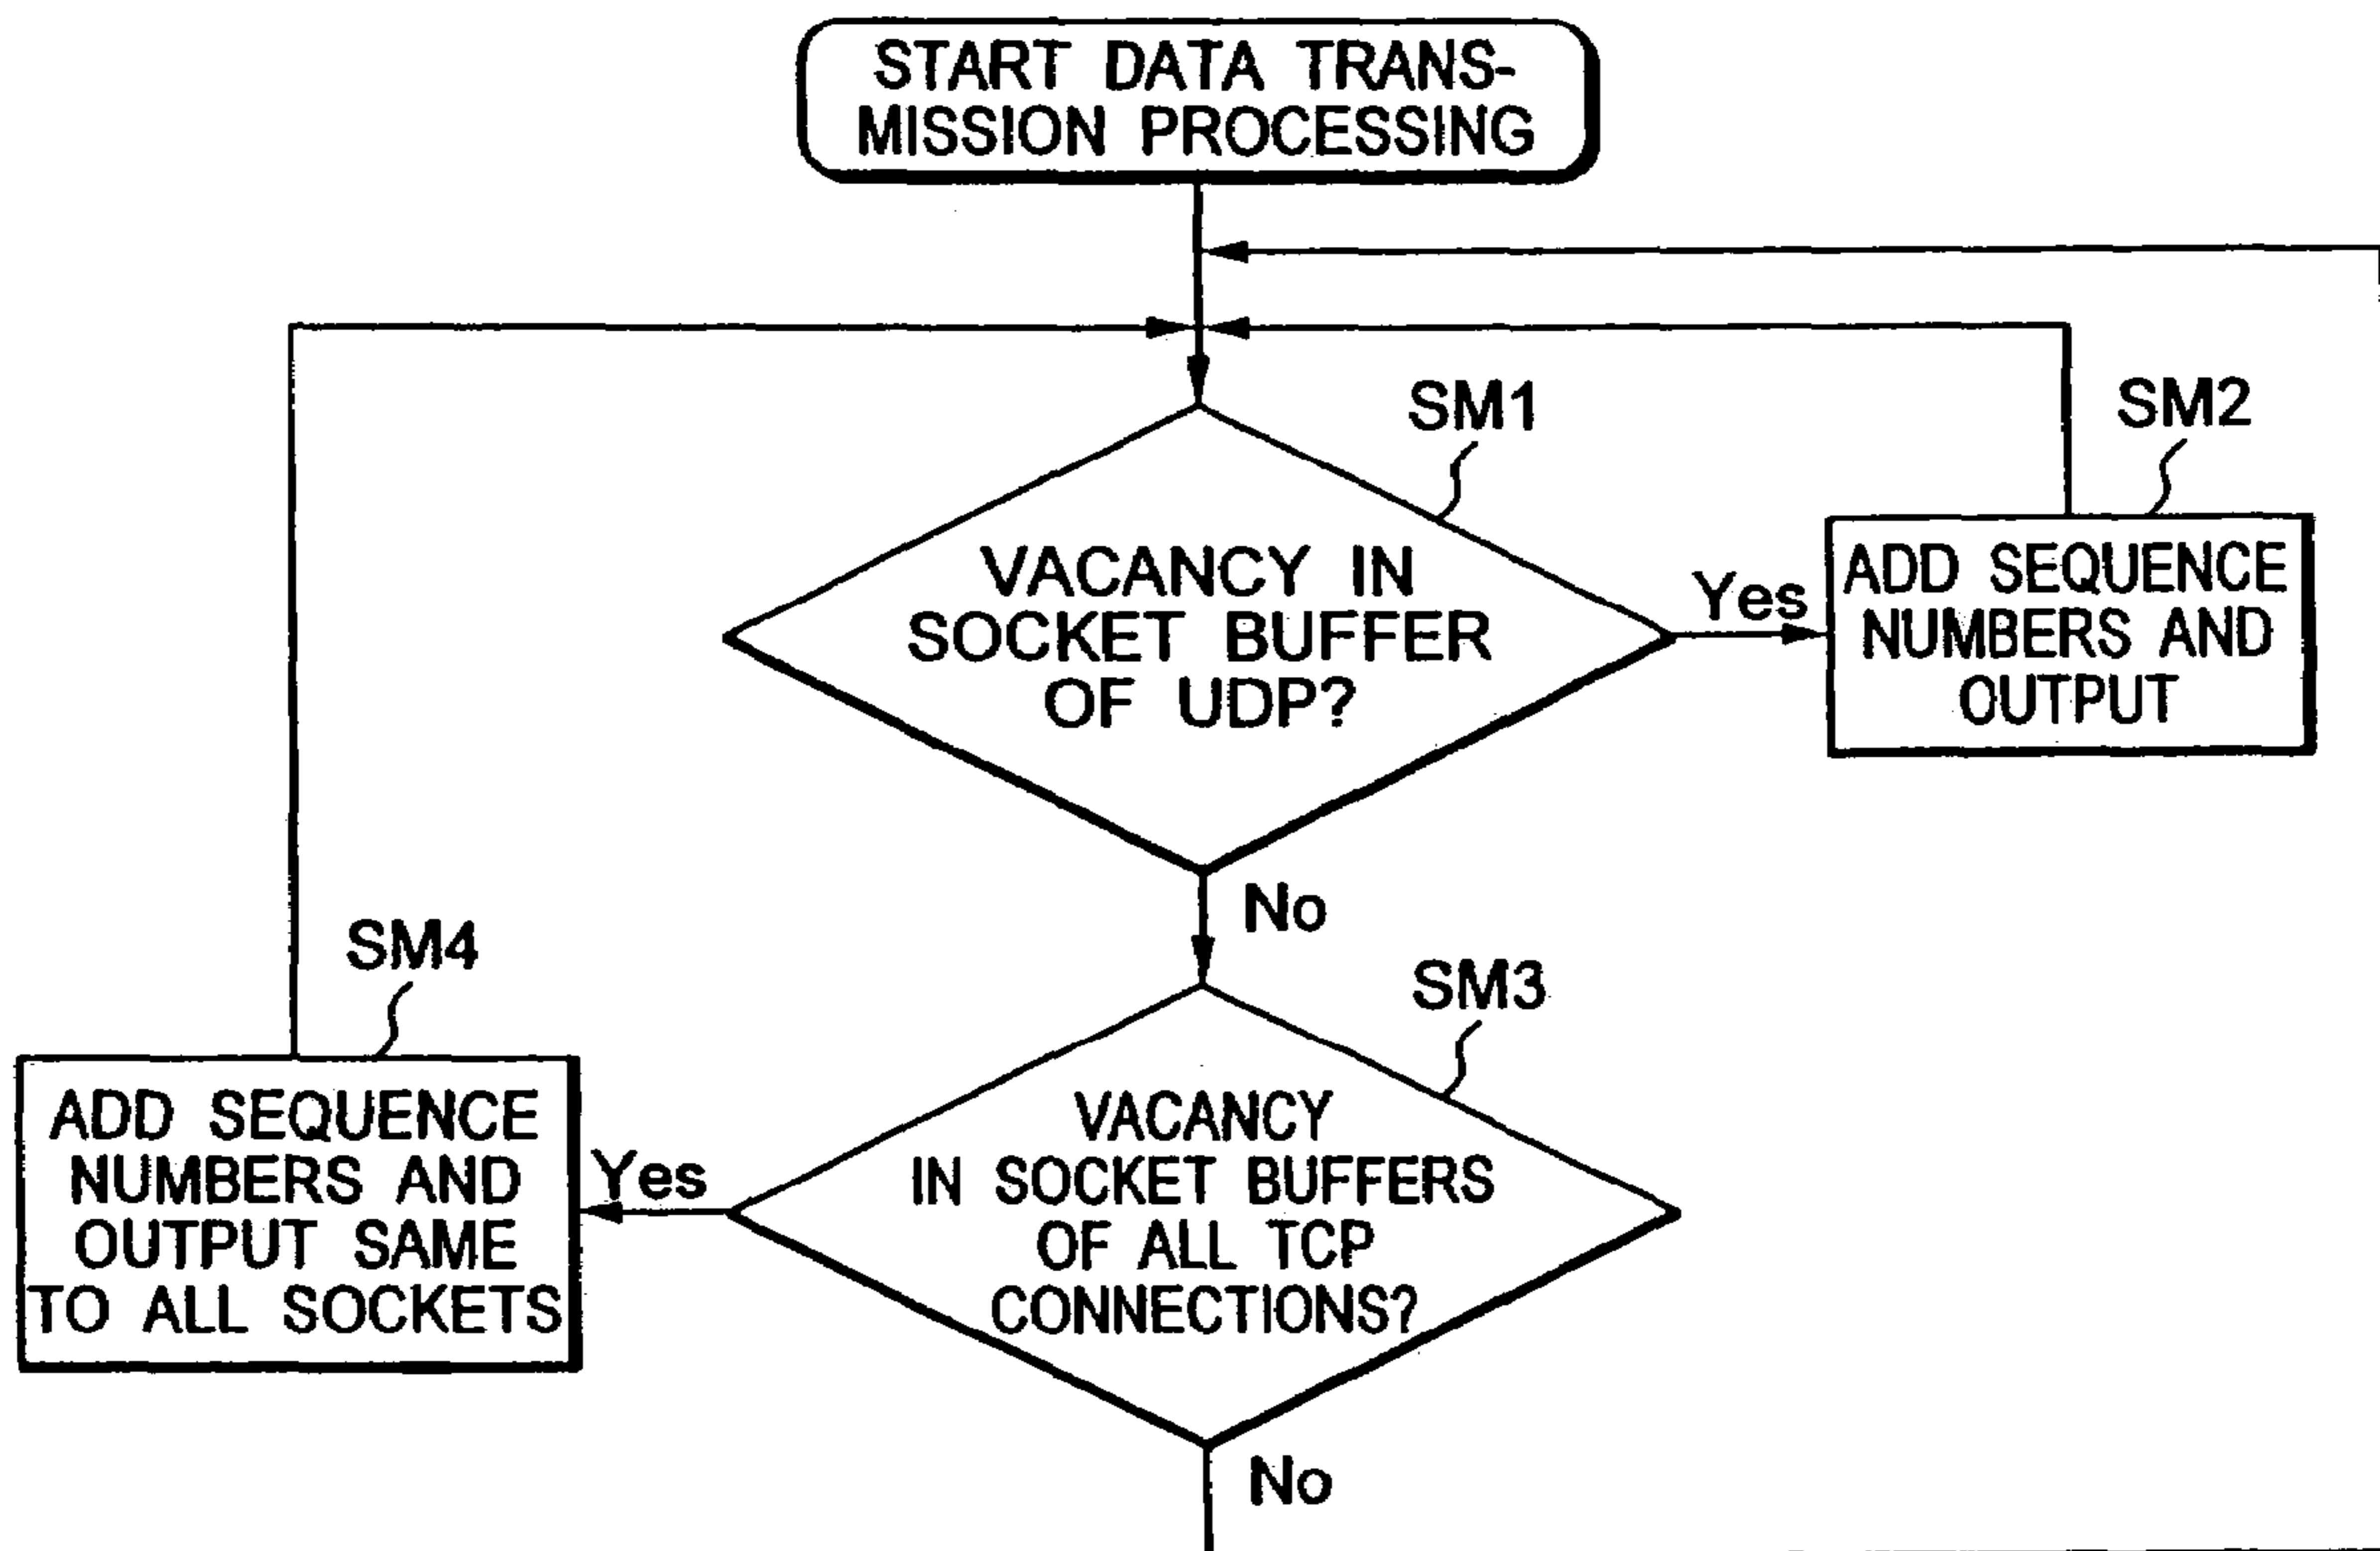 START DATA TRANS-
MISSION PROCESSING
SM1
SM2
VACANCY IN
SOCKET BUFFER
OF UDP?
Yes
ADD SEQUENCE
NUMBERS AND
OUTPUT
No
SM4
SM3
ADD SEQUENCE
NUMBERS AND
OUTPUT SAME
TO ALL SOCKETS
Yes
VACANCY
IN SOCKET BUFFERS
OF ALL TCP
CONNECTIONS?
No